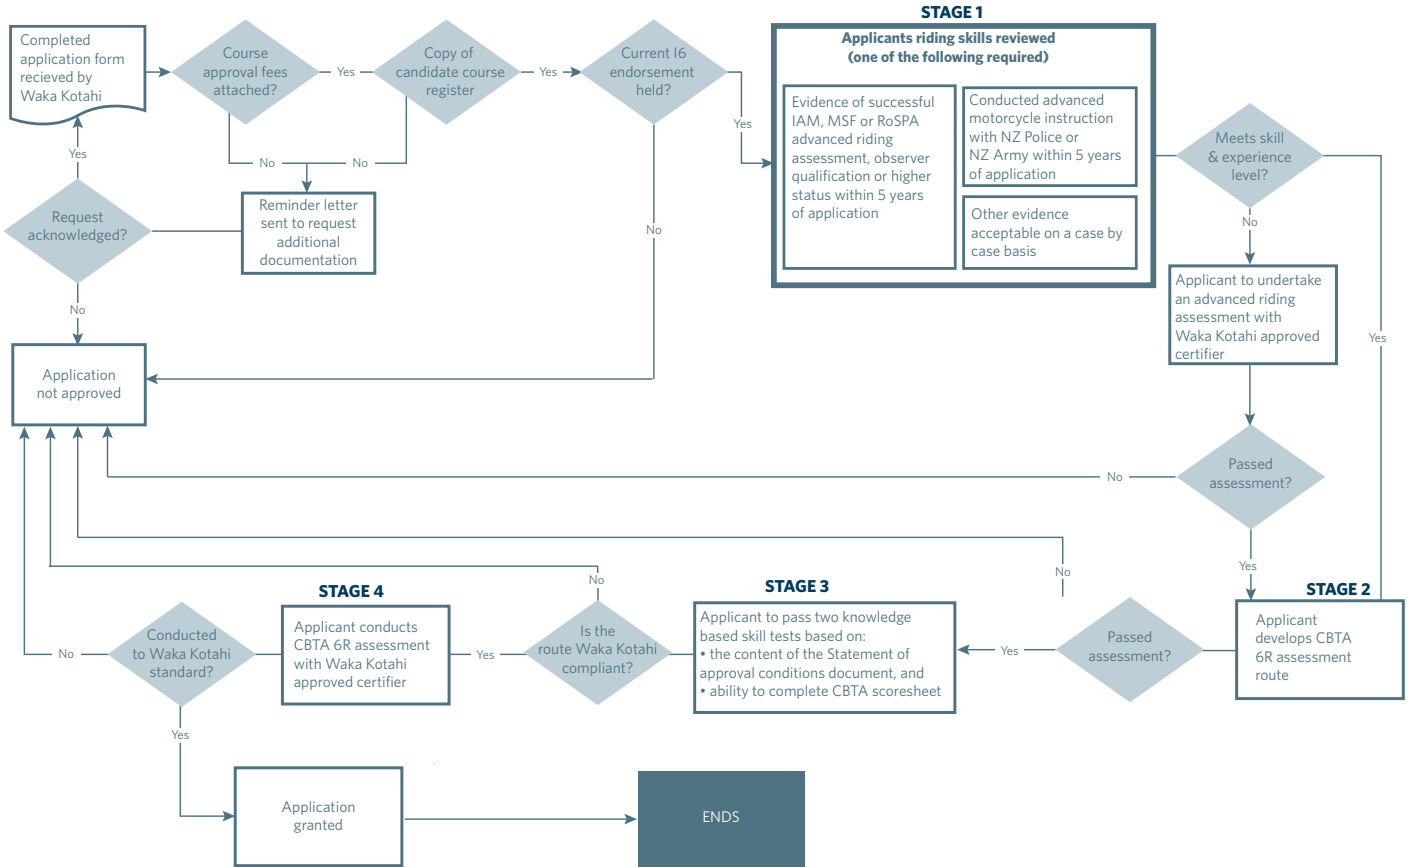 STAGE 1
Completed
application form
recieved by
Waka Kotahi
Course
approval fees
attached?
Yes
Copy of
candidate course
register
Yes
Current I6
endorsement
held?
Yes
Applicants riding skills reviewed
(one of the following required)
Evidence of successful
IAM, MSF or RoSPA
advanced riding
assessment, observer
qualification or higher
status within 5 years
of application
Conducted advanced
motorcycle instruction
with NZ Police or
NZ Army within 5 years
of application
Other evidence
acceptable on a case by
case basis
Meets skill
& experience
level?
Yes
No
No
No
Reminder letter
sent to request
additional
documentation
Request
acknowledged?
No
No
Yes
Applicant to undertake
an advanced riding
assessment with
Waka Kotahi approved
certifier
No
Application
not approved
Passed
assessment?
No
Yes
STAGE 2
Applicant
develops CBTA
6R assessment
route
Passed
assessment?
No
Yes
STAGE 3
Applicant to pass two knowledge
based skill tests based on:
• the content of the Statement of
approval conditions document, and
• ability to complete CBTA scoresheet
Is the
route Waka Kotahi
compliant?
No
Yes
STAGE 4
Applicant conducts
CBTA 6R assessment
with Waka Kotahi
approved certifier
Conducted
to Waka Kotahi
standard?
No
Yes
Application
granted
ENDS